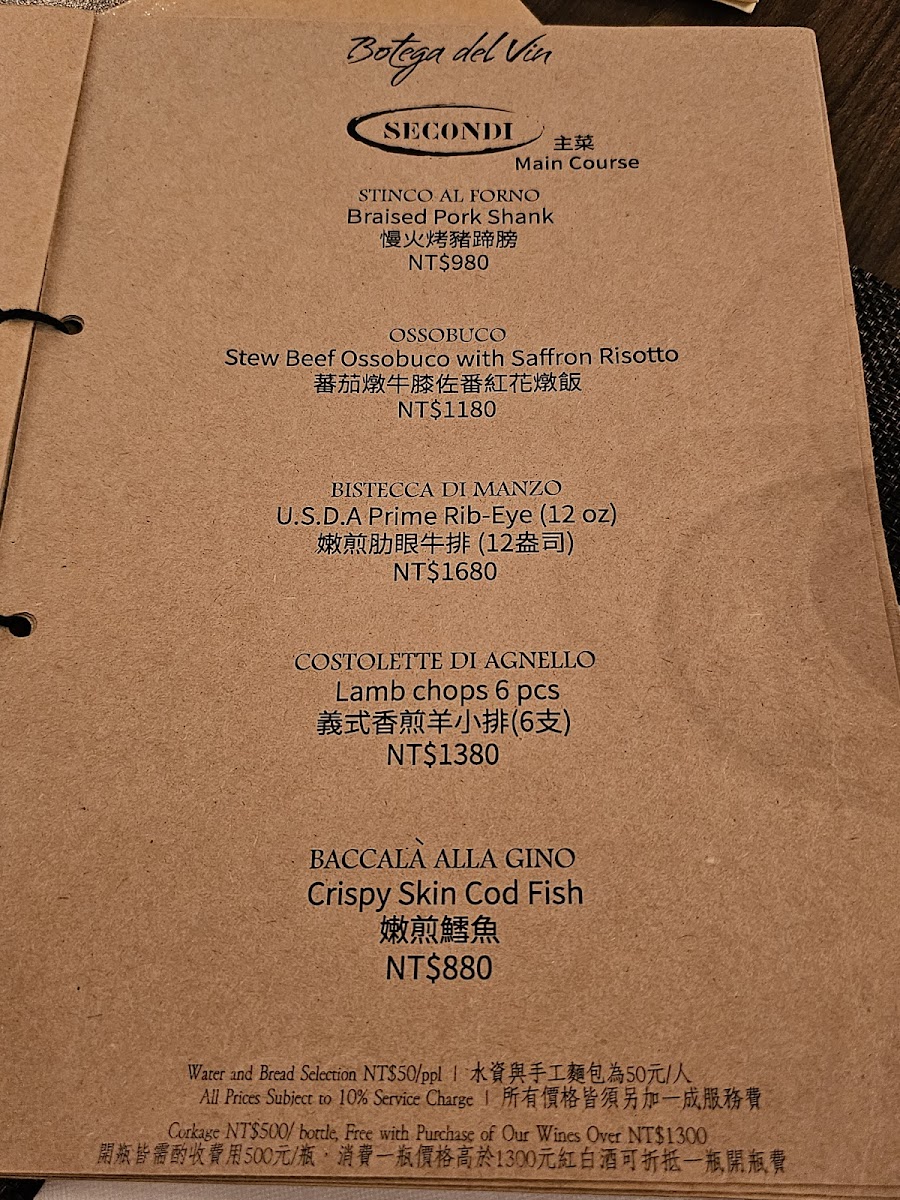 Botega del Vin
SECONDI
主菜
Main Course
STINCO AL FORNO
Braised Pork Shank
慢火烤豬蹄膀
NT$980
OSSOBUCO
Stew Beef Ossobuco with Saffron Risotto
蕃茄燉牛膝佐番紅花燉飯
NT$1180
BISTECCA DI MANZO
U.S.D.A Prime Rib-Eye (12 oz)
嫩煎肋眼牛排 (12盎司)
NT$1680
COSTOLETTE DI AGNELLO
Lamb chops 6 pcs
義式香煎羊小排(6支)
NT$1380
BACCALÀ ALLA GINO
Crispy Skin Cod Fish
嫩煎鱈魚
NT$880
Water and Bread Selection NT$50/ppl | 水資與手工麵包為50元/人
All Prices Subject to 10% Service Charge | 所有價格皆須另加一成服務費
Corkage NT$500/ bottle, Free with Purchase of Our Wines Over NT$1300
開瓶皆需酌收費用500元/瓶，消費一瓶價格高於1300元紅白酒可折抵一瓶開瓶費